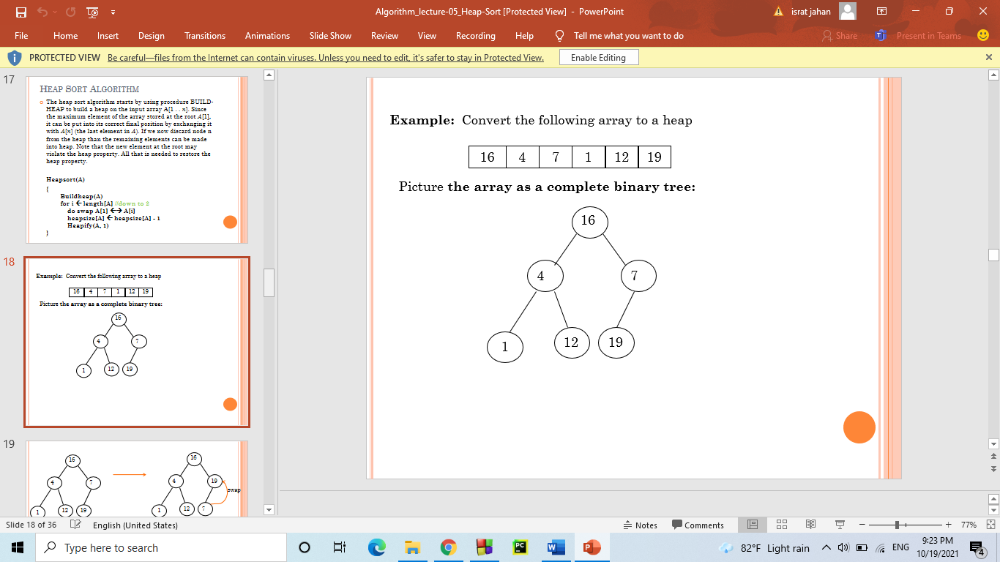 Algorithm_lecture-05_Heap-Sort [Protected View] - PowerPoint
israt jahan
File Home Insert Design Transitions Animations Slide Show Review View Recording Help Tell me what you want to do
Share Present in Teams
PROTECTED VIEW Be careful—files from the Internet can contain viruses. Unless you need to edit, it's safer to stay in Protected View. Enable Editing
17
HEAP SORT ALGORITHM
The heap sort algorithm starts by using procedure BUILD-
HEAP to build a heap on the input array A[1 . . n]. Since
the maximum element of the array stored at the root A[1],
it can be put into its correct final position by exchanging it
with A[n] (the last element in A). If we now discard node n
from the heap than the remaining elements can be made
into heap. Note that the new element at the root may
violate the heap property. All that is needed to restore the
heap property.
Heapsort(A)
{
Buildheap(A)
for i ← length[A] //down to 2
do swap A[1] ←→ A[i]
heapsize[A] ← heapsize[A] - 1
Heapify(A, 1)
}
18
Example: Convert the following array to a heap
16 4 7 1 12 19
Picture the array as a complete binary tree:
16
4 7
1 12 19
19
16 16
4 7 4 19
swap
1 12 19 1 12 7
Example: Convert the following array to a heap
16 4 7 1 12 19
Picture the array as a complete binary tree:
16
4 7
1 12 19
Slide 18 of 36 English (United States) Notes Comments 77%
Type here to search
82°F Light rain ENG 9:23 PM
10/19/2021
4